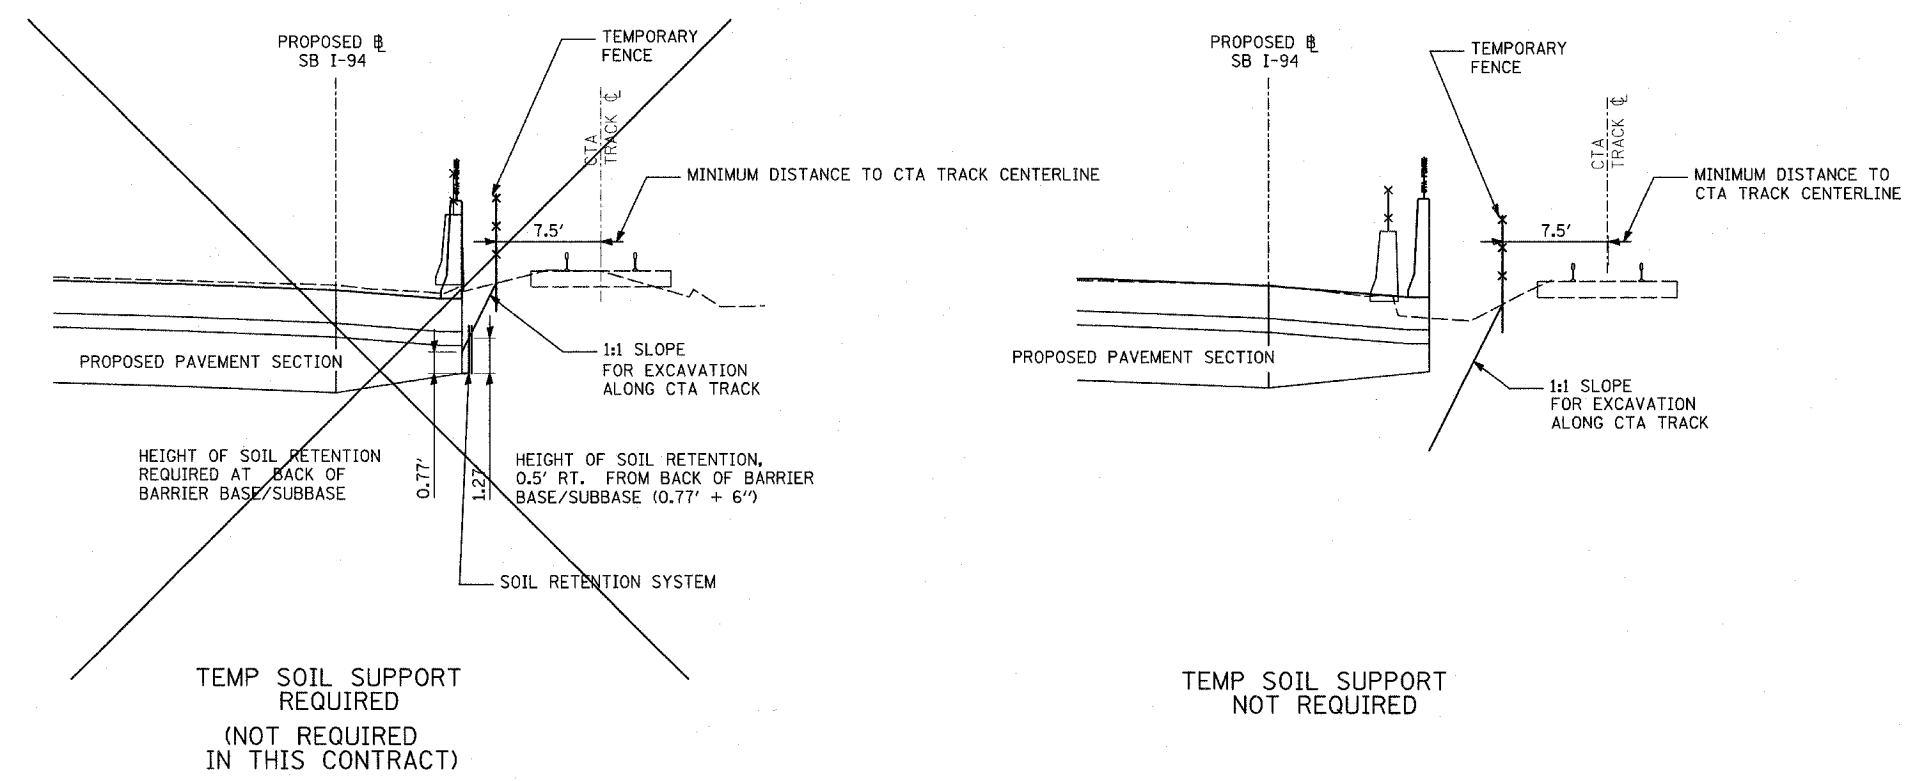 PROPOSED ℄
SB I-94
TEMPORARY
FENCE
CTA
TRACK ℄
MINIMUM DISTANCE TO CTA TRACK CENTERLINE
7.5'
PROPOSED PAVEMENT SECTION
1:1 SLOPE
FOR EXCAVATION
ALONG CTA TRACK
HEIGHT OF SOIL RETENTION
REQUIRED AT BACK OF
BARRIER BASE/SUBBASE
0.77'
1.27'
HEIGHT OF SOIL RETENTION,
0.5' RT. FROM BACK OF BARRIER
BASE/SUBBASE (0.77' + 6")
SOIL RETENTION SYSTEM
TEMP SOIL SUPPORT
REQUIRED
(NOT REQUIRED
IN THIS CONTRACT)
PROPOSED ℄
SB I-94
TEMPORARY
FENCE
CTA
TRACK ℄
MINIMUM DISTANCE TO
CTA TRACK CENTERLINE
7.5'
PROPOSED PAVEMENT SECTION
1:1 SLOPE
FOR EXCAVATION
ALONG CTA TRACK
TEMP SOIL SUPPORT
NOT REQUIRED